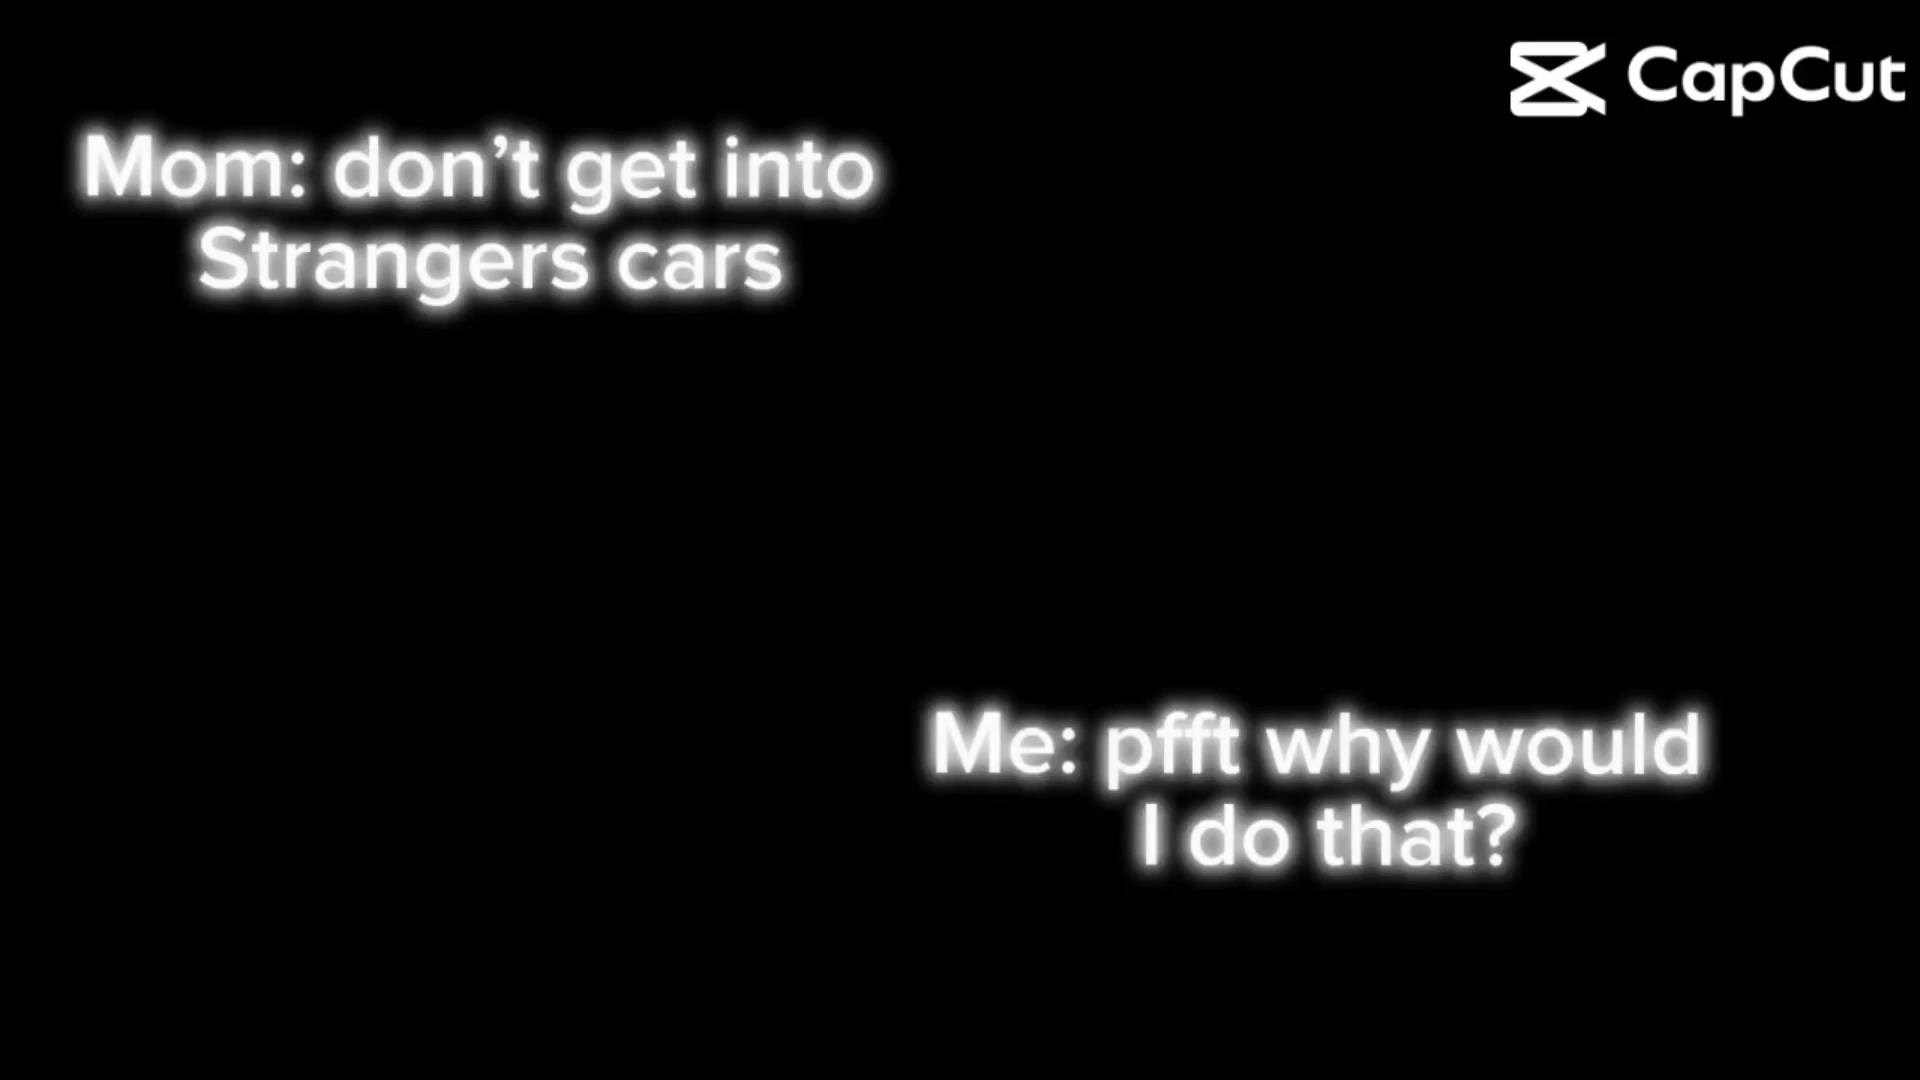 CapCut
Mom: don’t get into
Strangers cars
Me: pfft why would
I do that?